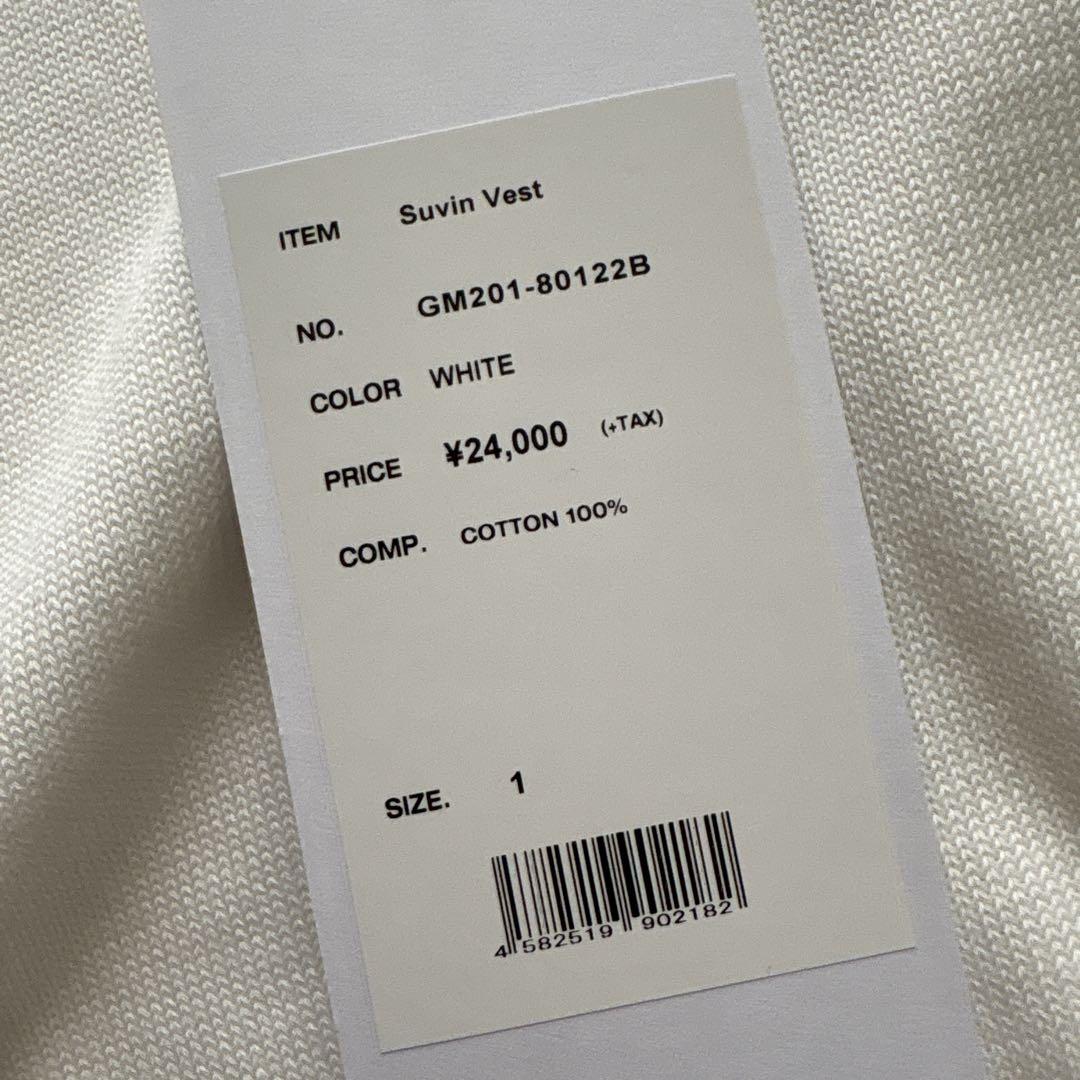 ITEM Suvin Vest
NO. GM201-80122B
COLOR WHITE
PRICE ¥24,000 (+TAX)
COMP. COTTON 100%
SIZE. 1
4 582519 902182